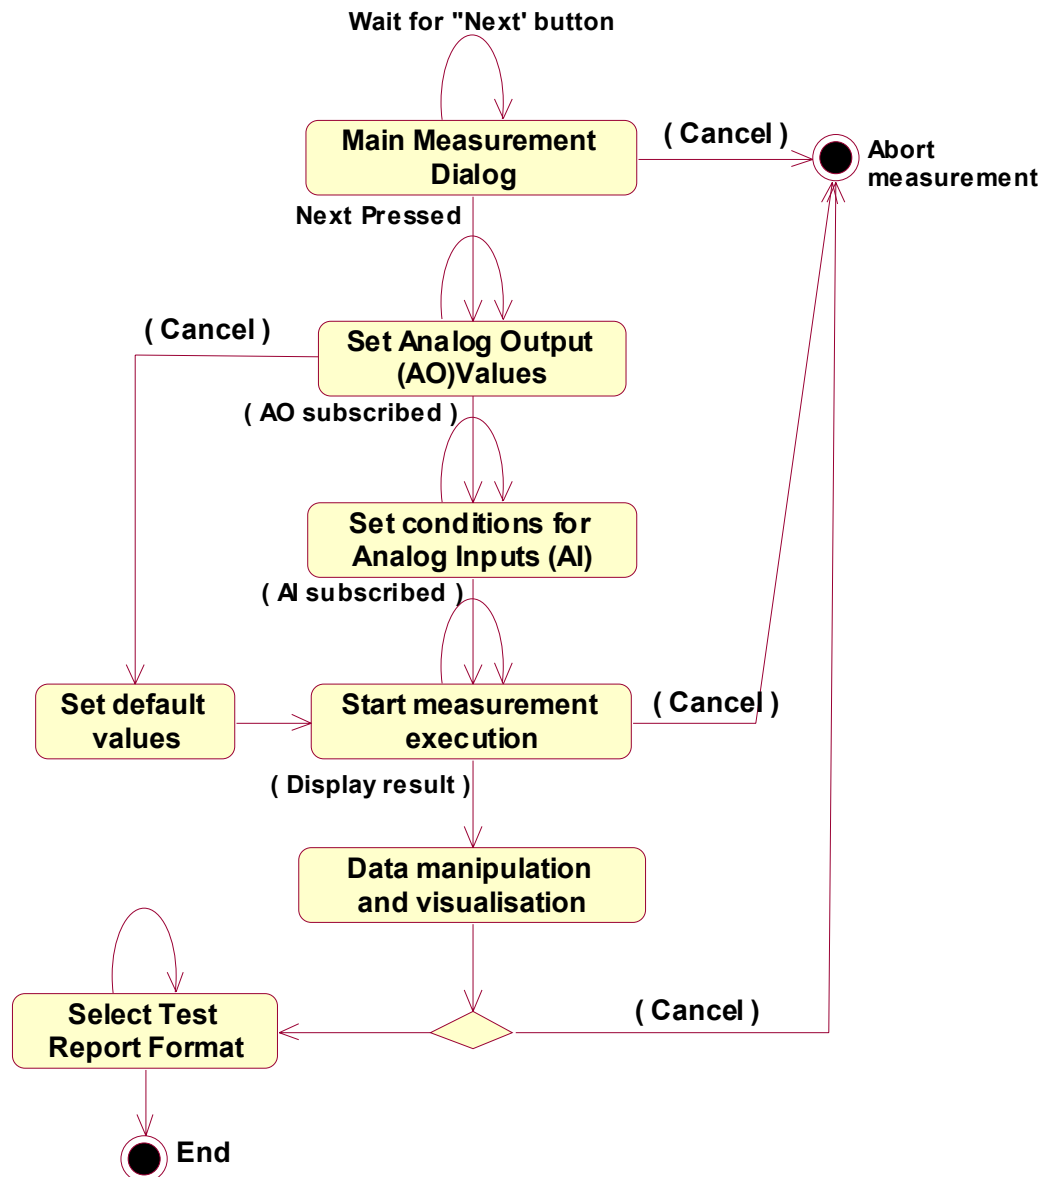 Wait for "Next' button
Main Measurement
Dialog
( Cancel )
Abort
measurement
Next Pressed
( Cancel )
Set Analog Output
(AO)Values
( AO subscribed )
Set conditions for
Analog Inputs (AI)
( AI subscribed )
Set default
values
Start measurement
execution
( Cancel )
( Display result )
Data manipulation
and visualisation
Select Test
Report Format
( Cancel )
End